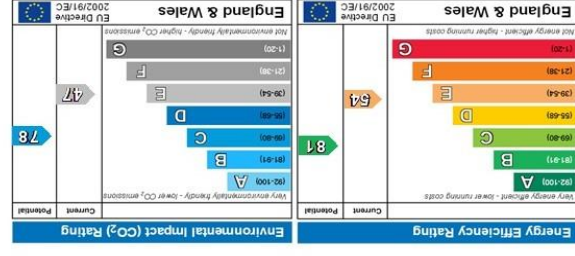 Energy Efficiency Rating
Current Potential
Very energy efficient - lower running costs
(92-100) A
(81-91) B
(69-80) C
(55-68) D
(39-54) E
(21-38) F
(1-20) G
Not energy efficient - higher running costs
54
81
England & Wales
EU Directive
2002/91/EC
Environmental Impact (CO₂) Rating
Current Potential
Very environmentally friendly - lower CO₂ emissions
(92-100) A
(81-91) B
(69-80) C
(55-68) D
(39-54) E
(21-38) F
(1-20) G
Not environmentally friendly - higher CO₂ emissions
47
78
England & Wales
EU Directive
2002/91/EC